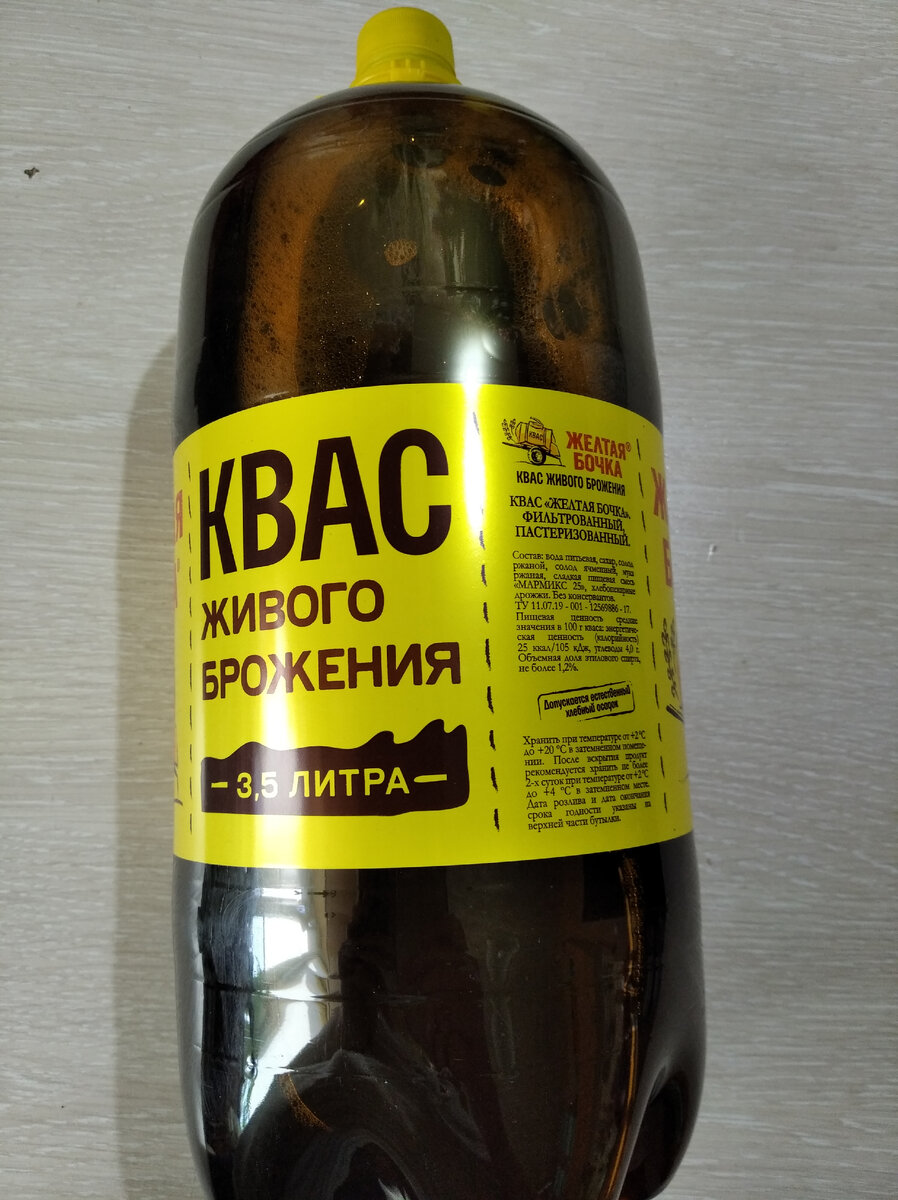 КВАС
ЖИВОГО
БРОЖЕНИЯ
— 3,5 ЛИТРА —
КВАС
ЖЕЛТАЯ®
БОЧКА
КВАС ЖИВОГО БРОЖЕНИЯ
КВАС «ЖЕЛТАЯ БОЧКА»,
ФИЛЬТРОВАННЫЙ,
ПАСТЕРИЗОВАННЫЙ.
Состав: вода питьевая, сахар, солод
ржаной, солод ячменный, мука
ржаная, сладкая пищевая смесь
«МАРМИКС 25», хлебопекарные
дрожжи. Без консервантов.
ТУ 11.07.19 - 001 - 12569886 - 17.
Пищевая ценность средние
значения в 100 г кваса: энергетиче-
ская ценность (калорийность)
25 ккал/105 кДж, углеводы 4,0 г.
Объемная доля этилового спирта,
не более 1,2%.
Допускается естественный
хлебный осадок
Хранить при температуре от +2 °С
до +20 °С в затемненном помеще-
нии. После вскрытия продукт
рекомендуется хранить не более
2-х суток при температуре от +2 °С
до +4 °С в затемненном месте.
Дата розлива и дата окончания
срока годности указаны на
верхней части бутылки.